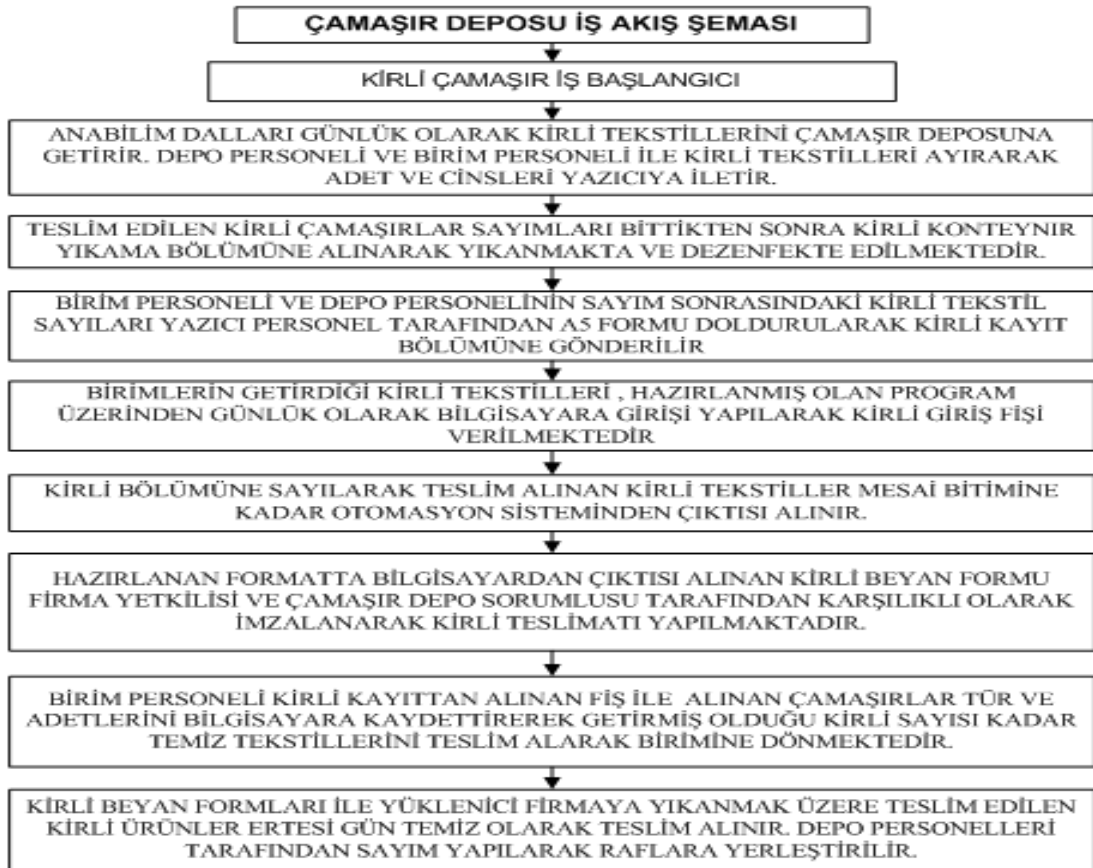 ÇAMAŞIR DEPOSU İŞ AKIŞ ŞEMASI
KİRLİ ÇAMAŞIR İŞ BAŞLANGICI
ANABİLİM DALLARI GÜNLÜK OLARAK KİRLİ TEKSTİLLERİNİ ÇAMAŞIR DEPOSUNA
GETİRİR. DEPO PERSONELİ VE BİRİM PERSONELİ İLE KİRLİ TEKSTİLLERİ AYIRARAK
ADET VE CİNSLERİ YAZICIYA İLETİR.
TESLİM EDİLEN KİRLİ ÇAMAŞIRLAR SAYIMLARI BİTTİKTEN SONRA KİRLİ KONTEYNIR
YIKAMA BÖLÜMÜNE ALINARAK YIKANMAKTA VE DEZENFEKTE EDİLMEKTEDİR.
BİRİM PERSONELİ VE DEPO PERSONELİNİN SAYIM SONRASINDAKİ KİRLİ TEKSTİL
SAYILARI YAZICI PERSONEL TARAFINDAN A5 FORMU DOLDURULARAK KİRLİ KAYIT
BÖLÜMÜNE GÖNDERİLİR
BİRİMLERİN GETİRDİĞİ KİRLİ TEKSTİLLERİ , HAZIRLANMIŞ OLAN PROGRAM
ÜZERİNDEN GÜNLÜK OLARAK BİLGİSAYARA GİRİŞİ YAPILARAK KİRLİ GİRİŞ FİŞİ
VERİLMEKTEDİR
KİRLİ BÖLÜMÜNE SAYILARAK TESLİM ALINAN KİRLİ TEKSTİLLER MESAİ BİTİMİNE
KADAR OTOMASYON SİSTEMİNDEN ÇIKTISI ALINIR.
HAZIRLANAN FORMATTA BİLGİSAYARDAN ÇIKTISI ALINAN KİRLİ BEYAN FORMU
FİRMA YETKİLİSİ VE ÇAMAŞIR DEPO SORUMLUSU TARAFINDAN KARŞILIKLI OLARAK
İMZALANARAK KİRLİ TESLİMATI YAPILMAKTADIR.
BİRİM PERSONELİ KİRLİ KAYITTAN ALINAN FİŞ İLE ALINAN ÇAMAŞIRLAR TÜR VE
ADETLERİNİ BİLGİSAYARA KAYDETTİREREK GETİRMİŞ OLDUĞU KİRLİ SAYISI KADAR
TEMİZ TEKSTİLLERİNİ TESLİM ALARAK BİRİMİNE DÖNMEKTEDİR.
KİRLİ BEYAN FORMLARI İLE YÜKLENİCİ FİRMAYA YIKANMAK ÜZERE TESLİM EDİLEN
KİRLİ ÜRÜNLER ERTESİ GÜN TEMİZ OLARAK TESLİM ALINIR. DEPO PERSONELLERİ
TARAFINDAN SAYIM YAPILARAK RAFLARA YERLEŞTİRİLİR.